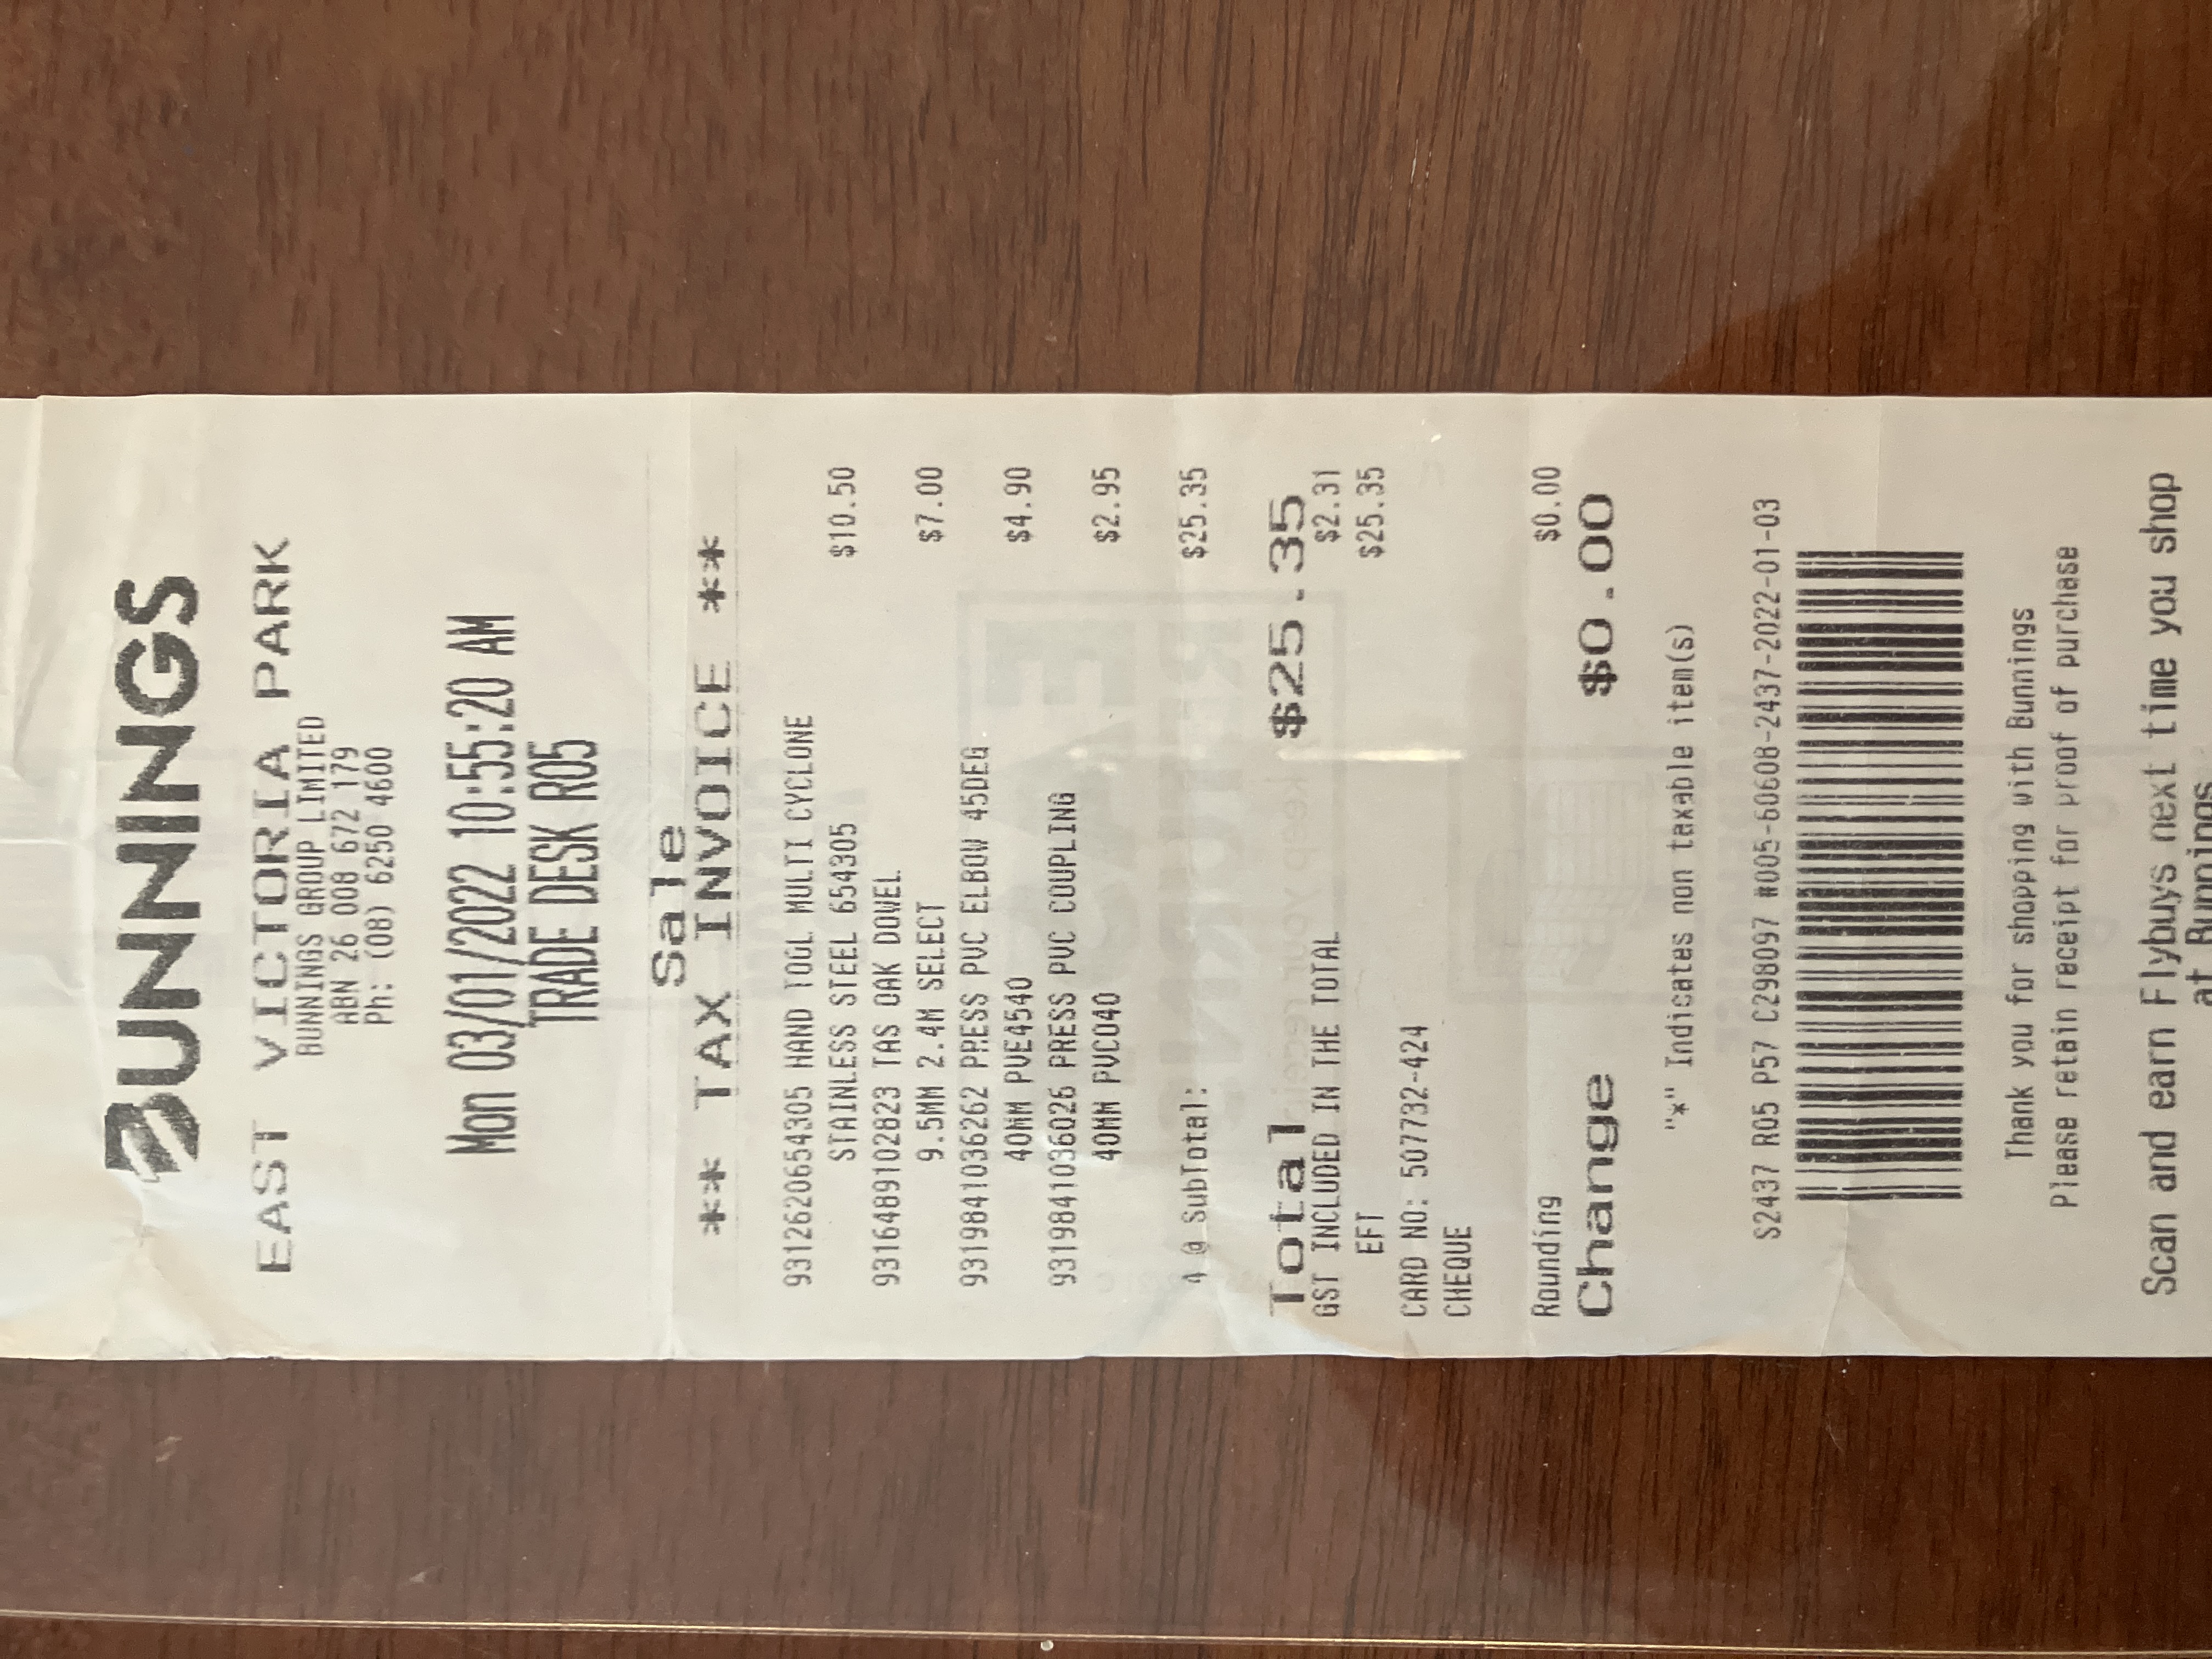 BUNNINGS
EAST VICTORIA PARK
BUNNINGS GROUP LIMITED
ABN 26 008 672 179
Ph: (08) 6250 4600
Mon 03/01/2022 10:55:20 AM
TRADE DESK R05
Sale
** TAX INVOICE **
9312620654305 HAND TOOL MULTI CYCLONE
STAINLESS STEEL 654305 $10.50
9316489102823 TAS OAK DOWEL
9.5MM 2.4M SELECT $7.00
9319841036262 PRESS PVC ELBOW 45DEG
40MM PVE4540 $4.90
9319841036026 PRESS PVC COUPLING
40MM PVC040 $2.95
4 @ SubTotal: $25.35
Total $25.35
GST INCLUDED IN THE TOTAL $2.31
EFT $25.35
CARD NO: 507732-424
CHEQUE
Rounding $0.00
Change $0.00
"*" Indicates non taxable item(s)
S2437 R05 P57 C298097 #005-60608-2437-2022-01-03
Thank you for shopping with Bunnings
Please retain receipt for proof of purchase
Scan and earn Flybuys next time you shop
at Bunnings